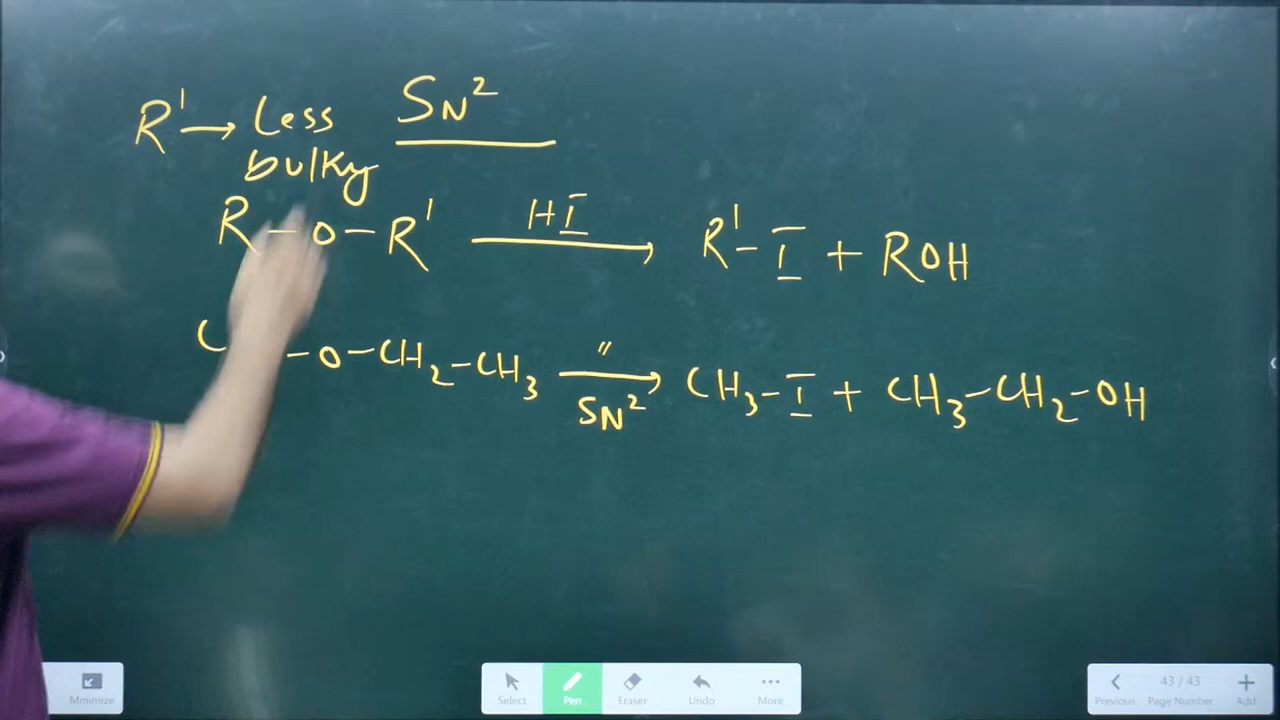 R' → Less SN²
bulky
R-O-R' HI → R'-I + ROH
C -O-CH₂-CH₃〃→ CH₃-I + CH₃-CH₂-OH
SN²
Minimize Select Pen Eraser Undo More Previous 43 / 43 Page Number Add